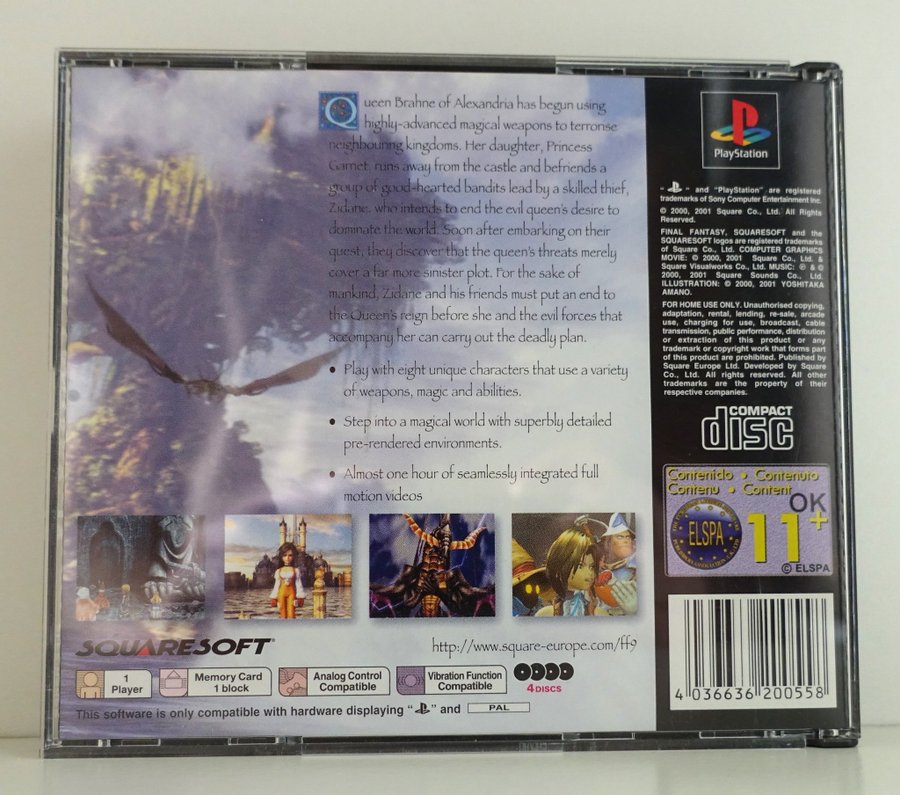 Queen Brahne of Alexandria has begun using
highly-advanced magical weapons to terrorise
neighbouring kingdoms. Her daughter, Princess
Garnet, runs away from the castle and befriends a
group of good-hearted bandits lead by a skilled thief,
Zidane, who intends to end the evil queen's desire to
dominate the world. Soon after embarking on their
quest, they discover that the queen's threats merely
cover a far more sinister plot. For the sake of
mankind, Zidane and his friends must put an end to
the Queen's reign before she and the evil forces that
accompany her can carry out the deadly plan.
• Play with eight unique characters that use a variety
of weapons, magic and abilities.
• Step into a magical world with superbly detailed
pre-rendered environments.
• Almost one hour of seamlessly integrated full
motion videos
SQUARESOFT
http://www.square-europe.com/ff9
1
Player
Memory Card
1 block
Analog Control
Compatible
Vibration Function
Compatible
4 DISCS
This software is only compatible with hardware displaying " " and PAL
PlayStation
" " and "PlayStation" are registered
trademarks of Sony Computer Entertainment Inc.
© 2000, 2001 Square Co., Ltd. All Rights
Reserved.
FINAL FANTASY, SQUARESOFT and the
SQUARESOFT logos are registered trademarks
of Square Co., Ltd. COMPUTER GRAPHICS
MOVIE: © 2000, 2001 Square Co., Ltd. &
Square Visualworks Co., Ltd. MUSIC: ℗ & ©
2000, 2001 Square Sounds Co., Ltd.
ILLUSTRATION: © 2000, 2001 YOSHITAKA
AMANO.
FOR HOME USE ONLY. Unauthorised copying,
adaptation, rental, lending, re-sale, arcade
use, charging for use, broadcast, cable
transmission, public performance, distribution
or extraction of this product or any
trademark or copyright work that forms part
of this product are prohibited. Published by
Square Europe Ltd. Developed by Square
Co., Ltd. All rights reserved. All other
trademarks are the property of their
respective companies.
COMPACT
disc
Contenido • Contenuto
Contenu • Content
OK
ELSPA
11+
© ELSPA
4 036636 200558